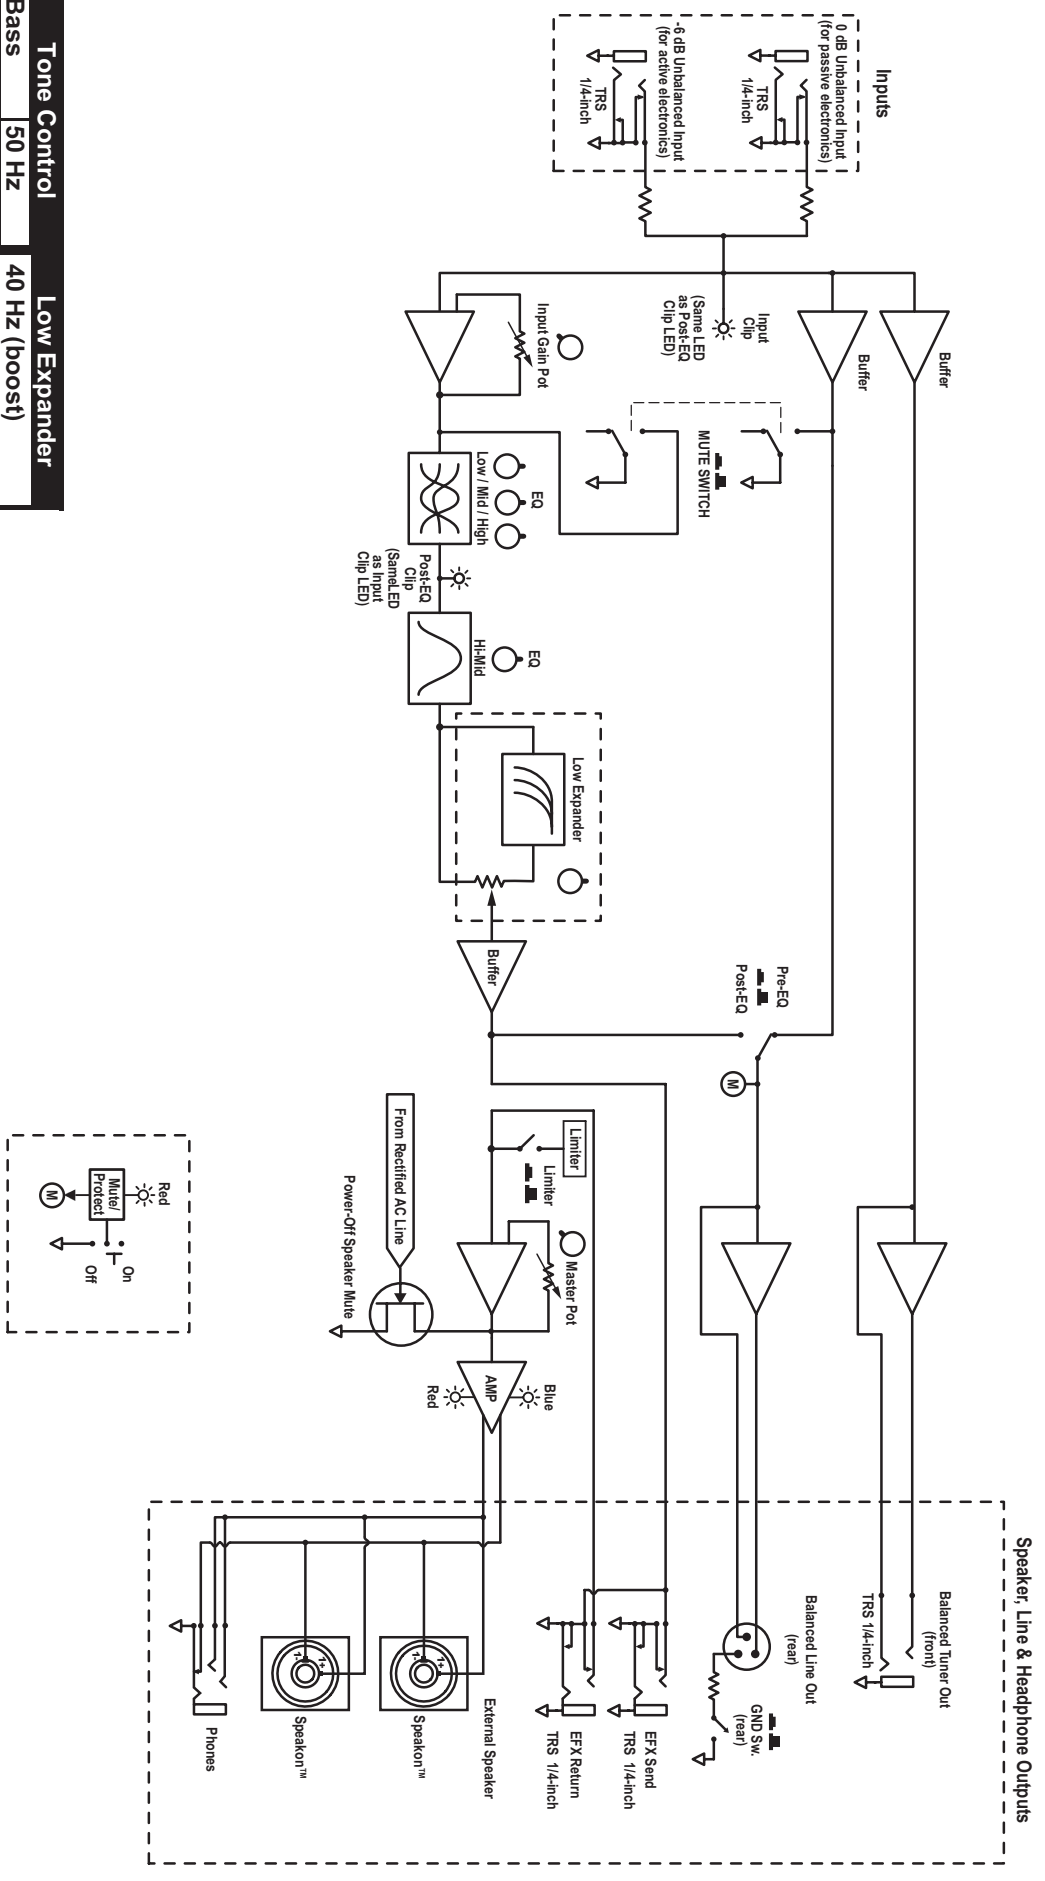 Inputs
0 dB Unbalanced Input
(for passive electronics)
TRS
1/4-inch
-6 dB Unbalanced Input
(for active electronics)
TRS
1/4-inch
Buffer
Buffer
Input
Clip
(Same LED
as Post-EQ
Clip LED)
Input Gain Pot
MUTE SWITCH
EQ
Low / Mid / High
Post-EQ
Clip
(SameLED
as Input
Clip LED)
EQ
Hi-Mid
Low Expander
Buffer
Pre-EQ
Post-EQ
M
Limiter
Limiter
Master Pot
From Rectified AC Line
Power-Off Speaker Mute
AMP
Blue
Red
Speaker, Line & Headphone Outputs
Balanced Tuner Out
(front)
TRS 1/4-inch
Balanced Line Out
(rear)
GND Sw.
(rear)
EFX Send
TRS 1/4-inch
EFX Return
TRS 1/4-inch
External Speaker
1+
1-
Speakon™
1+
1-
Speakon™
Phones
Red
Mute/
Protect
M
On
Off
Tone Control
Low Expander
Bass
50 Hz
40 Hz (boost)